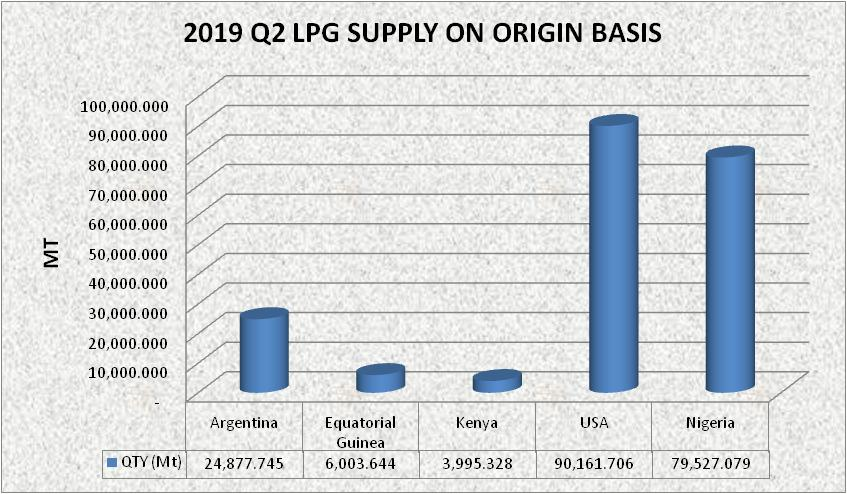 2019 Q2 LPG SUPPLY ON ORIGIN BASIS
100,000.000
90,000.000
80,000.000
70,000.000
60,000.000
50,000.000
40,000.000
30,000.000
20,000.000
10,000.000
-
MT
Argentina
Equatorial
Guinea
Kenya
USA
Nigeria
QTY (Mt) 24,877.745 6,003.644 3,995.328 90,161.706 79,527.079